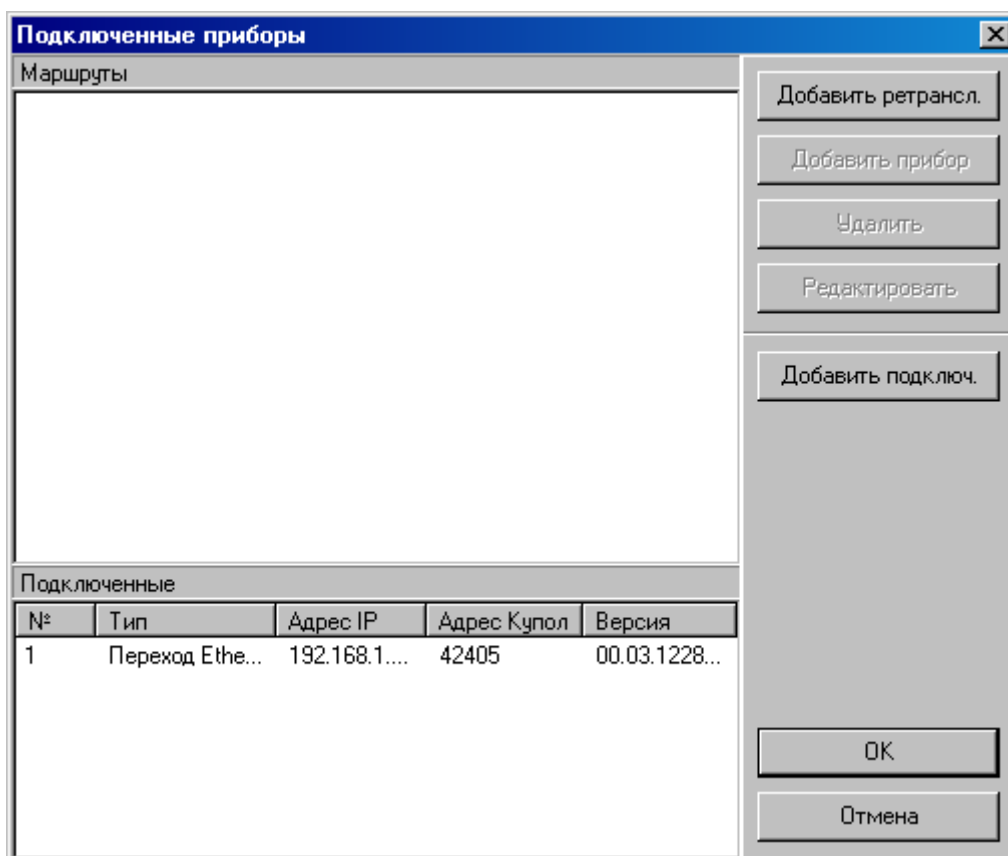 Подключенные приборы
Маршруты
Добавить ретрансл.
Добавить прибор
Удалить
Редактировать
Добавить подключ.
Подключенные
№ Тип Адрес IP Адрес Купол Версия
1 Переход Ethe... 192.168.1.... 42405 00.03.1228...
OK
Отмена